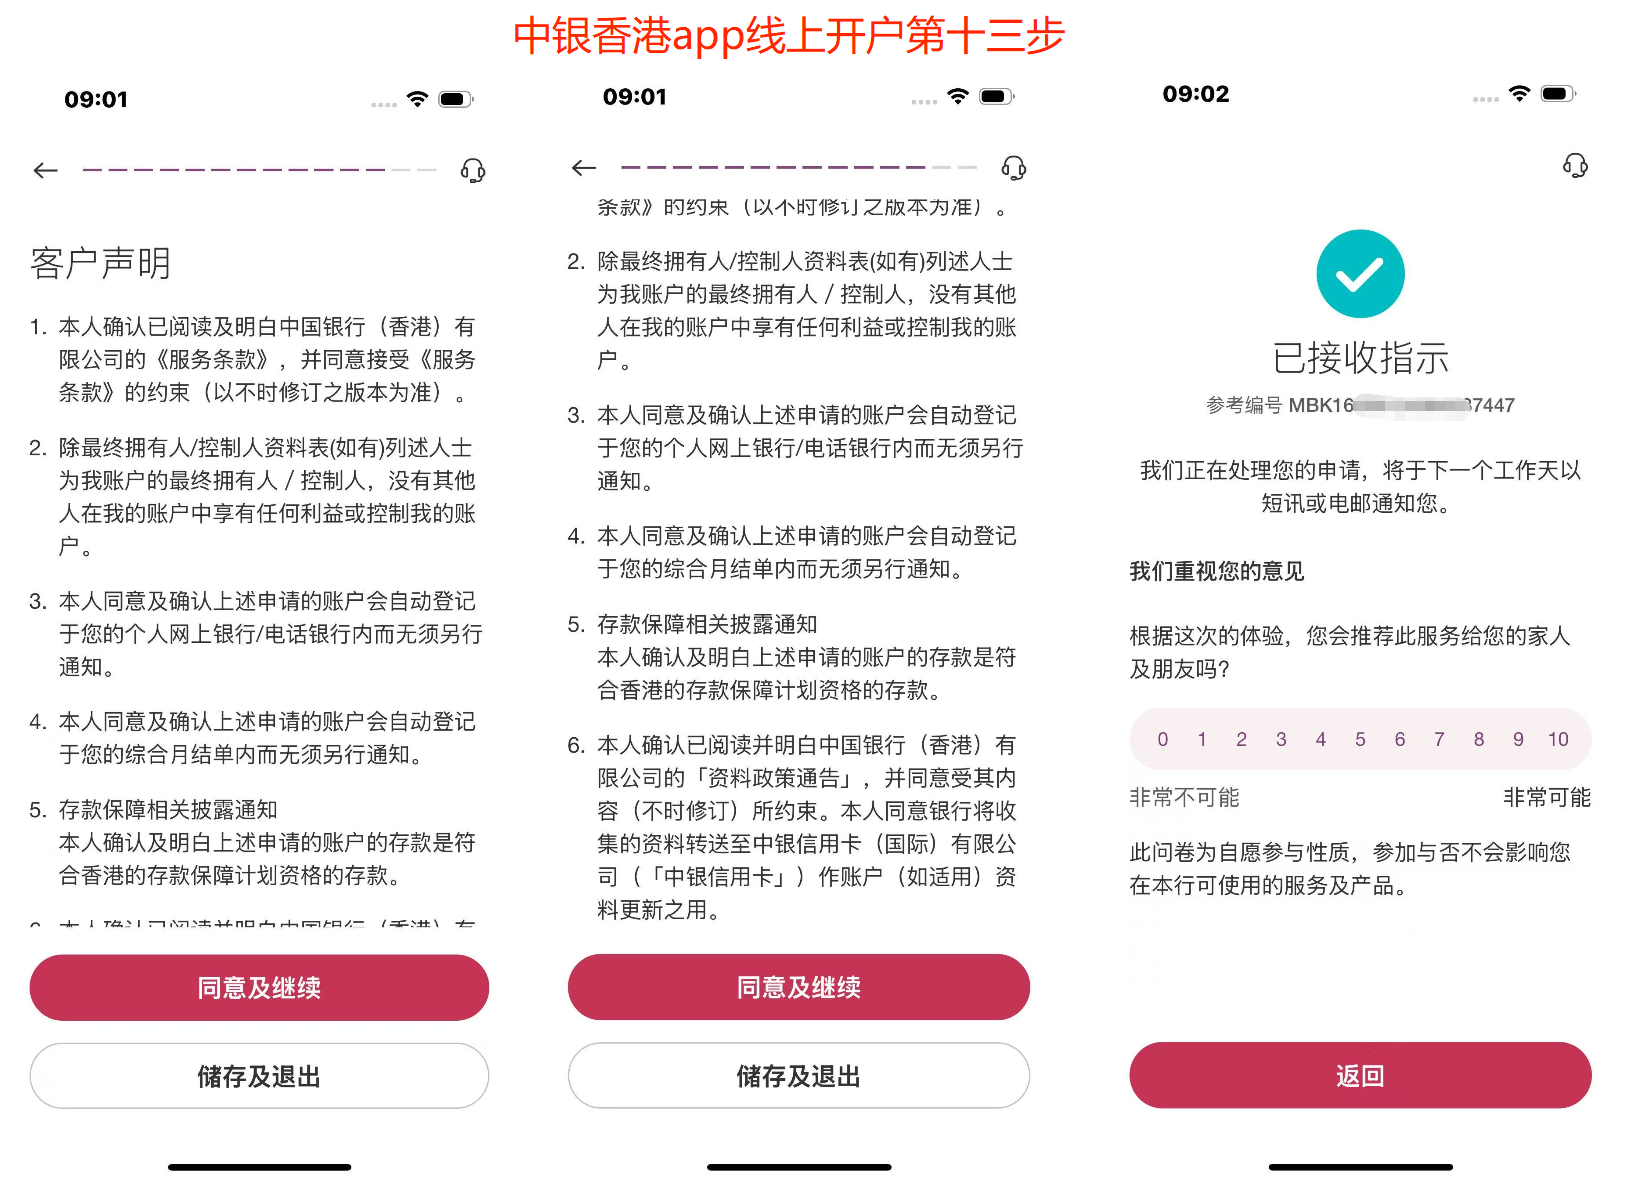 中银香港app线上开户第十三步
09:01
客户声明
1. 本人确认已阅读及明白中国银行（香港）有
限公司的《服务条款》，并同意接受《服务
条款》的约束（以不时修订之版本为准）。
2. 除最终拥有人/控制人资料表(如有)列述人士
为我账户的最终拥有人 / 控制人，没有其他
人在我的账户中享有任何利益或控制我的账
户。
3. 本人同意及确认上述申请的账户会自动登记
于您的个人网上银行/电话银行内而无须另行
通知。
4. 本人同意及确认上述申请的账户会自动登记
于您的综合月结单内而无须另行通知。
5. 存款保障相关披露通知
本人确认及明白上述申请的账户的存款是符
合香港的存款保障计划资格的存款。
6. 本人确认已阅读并明白中国银行（香港）有
同意及继续
储存及退出
09:01
条款》的约束（以不时修订之版本为准）。
2. 除最终拥有人/控制人资料表(如有)列述人士
为我账户的最终拥有人 / 控制人，没有其他
人在我的账户中享有任何利益或控制我的账
户。
3. 本人同意及确认上述申请的账户会自动登记
于您的个人网上银行/电话银行内而无须另行
通知。
4. 本人同意及确认上述申请的账户会自动登记
于您的综合月结单内而无须另行通知。
5. 存款保障相关披露通知
本人确认及明白上述申请的账户的存款是符
合香港的存款保障计划资格的存款。
6. 本人确认已阅读并明白中国银行（香港）有
限公司的「资料政策通告」，并同意受其内
容（不时修订）所约束。本人同意银行将收
集的资料转送至中银信用卡（国际）有限公
司（「中银信用卡」）作账户（如适用）资
料更新之用。
同意及继续
储存及退出
09:02
已接收指示
参考编号 MBK16 37447
我们正在处理您的申请，将于下一个工作天以
短讯或电邮通知您。
我们重视您的意见
根据这次的体验，您会推荐此服务给您的家人
及朋友吗?
0 1 2 3 4 5 6 7 8 9 10
非常不可能 非常可能
此问卷为自愿参与性质，参加与否不会影响您
在本行可使用的服务及产品。
返回